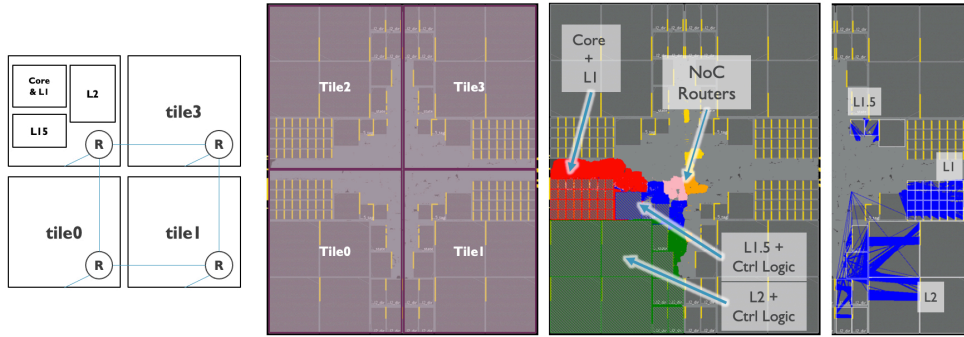 Core
& L1
L2
L15
R
tile3
R
tile0
R
tile1
R
Tile2
Tile3
Tile0
Tile1
Core
+
L1
NoC
Routers
L1.5 +
Ctrl Logic
L2 +
Ctrl Logic
L1.5
L1
L2